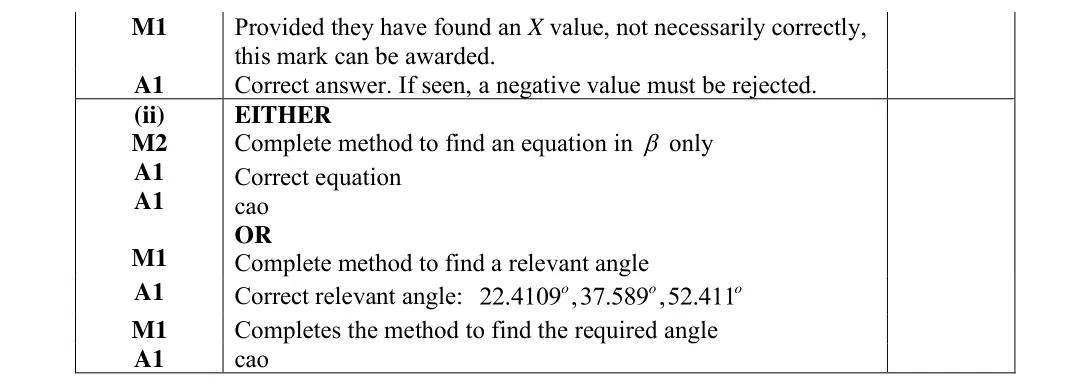 M1 Provided they have found an X value, not necessarily correctly,
this mark can be awarded.
A1 Correct answer. If seen, a negative value must be rejected.
(ii) EITHER
M2 Complete method to find an equation in β only
A1 Correct equation
A1 cao
OR
M1 Complete method to find a relevant angle
A1 Correct relevant angle: 22.4109°, 37.589°, 52.411°
M1 Completes the method to find the required angle
A1 cao